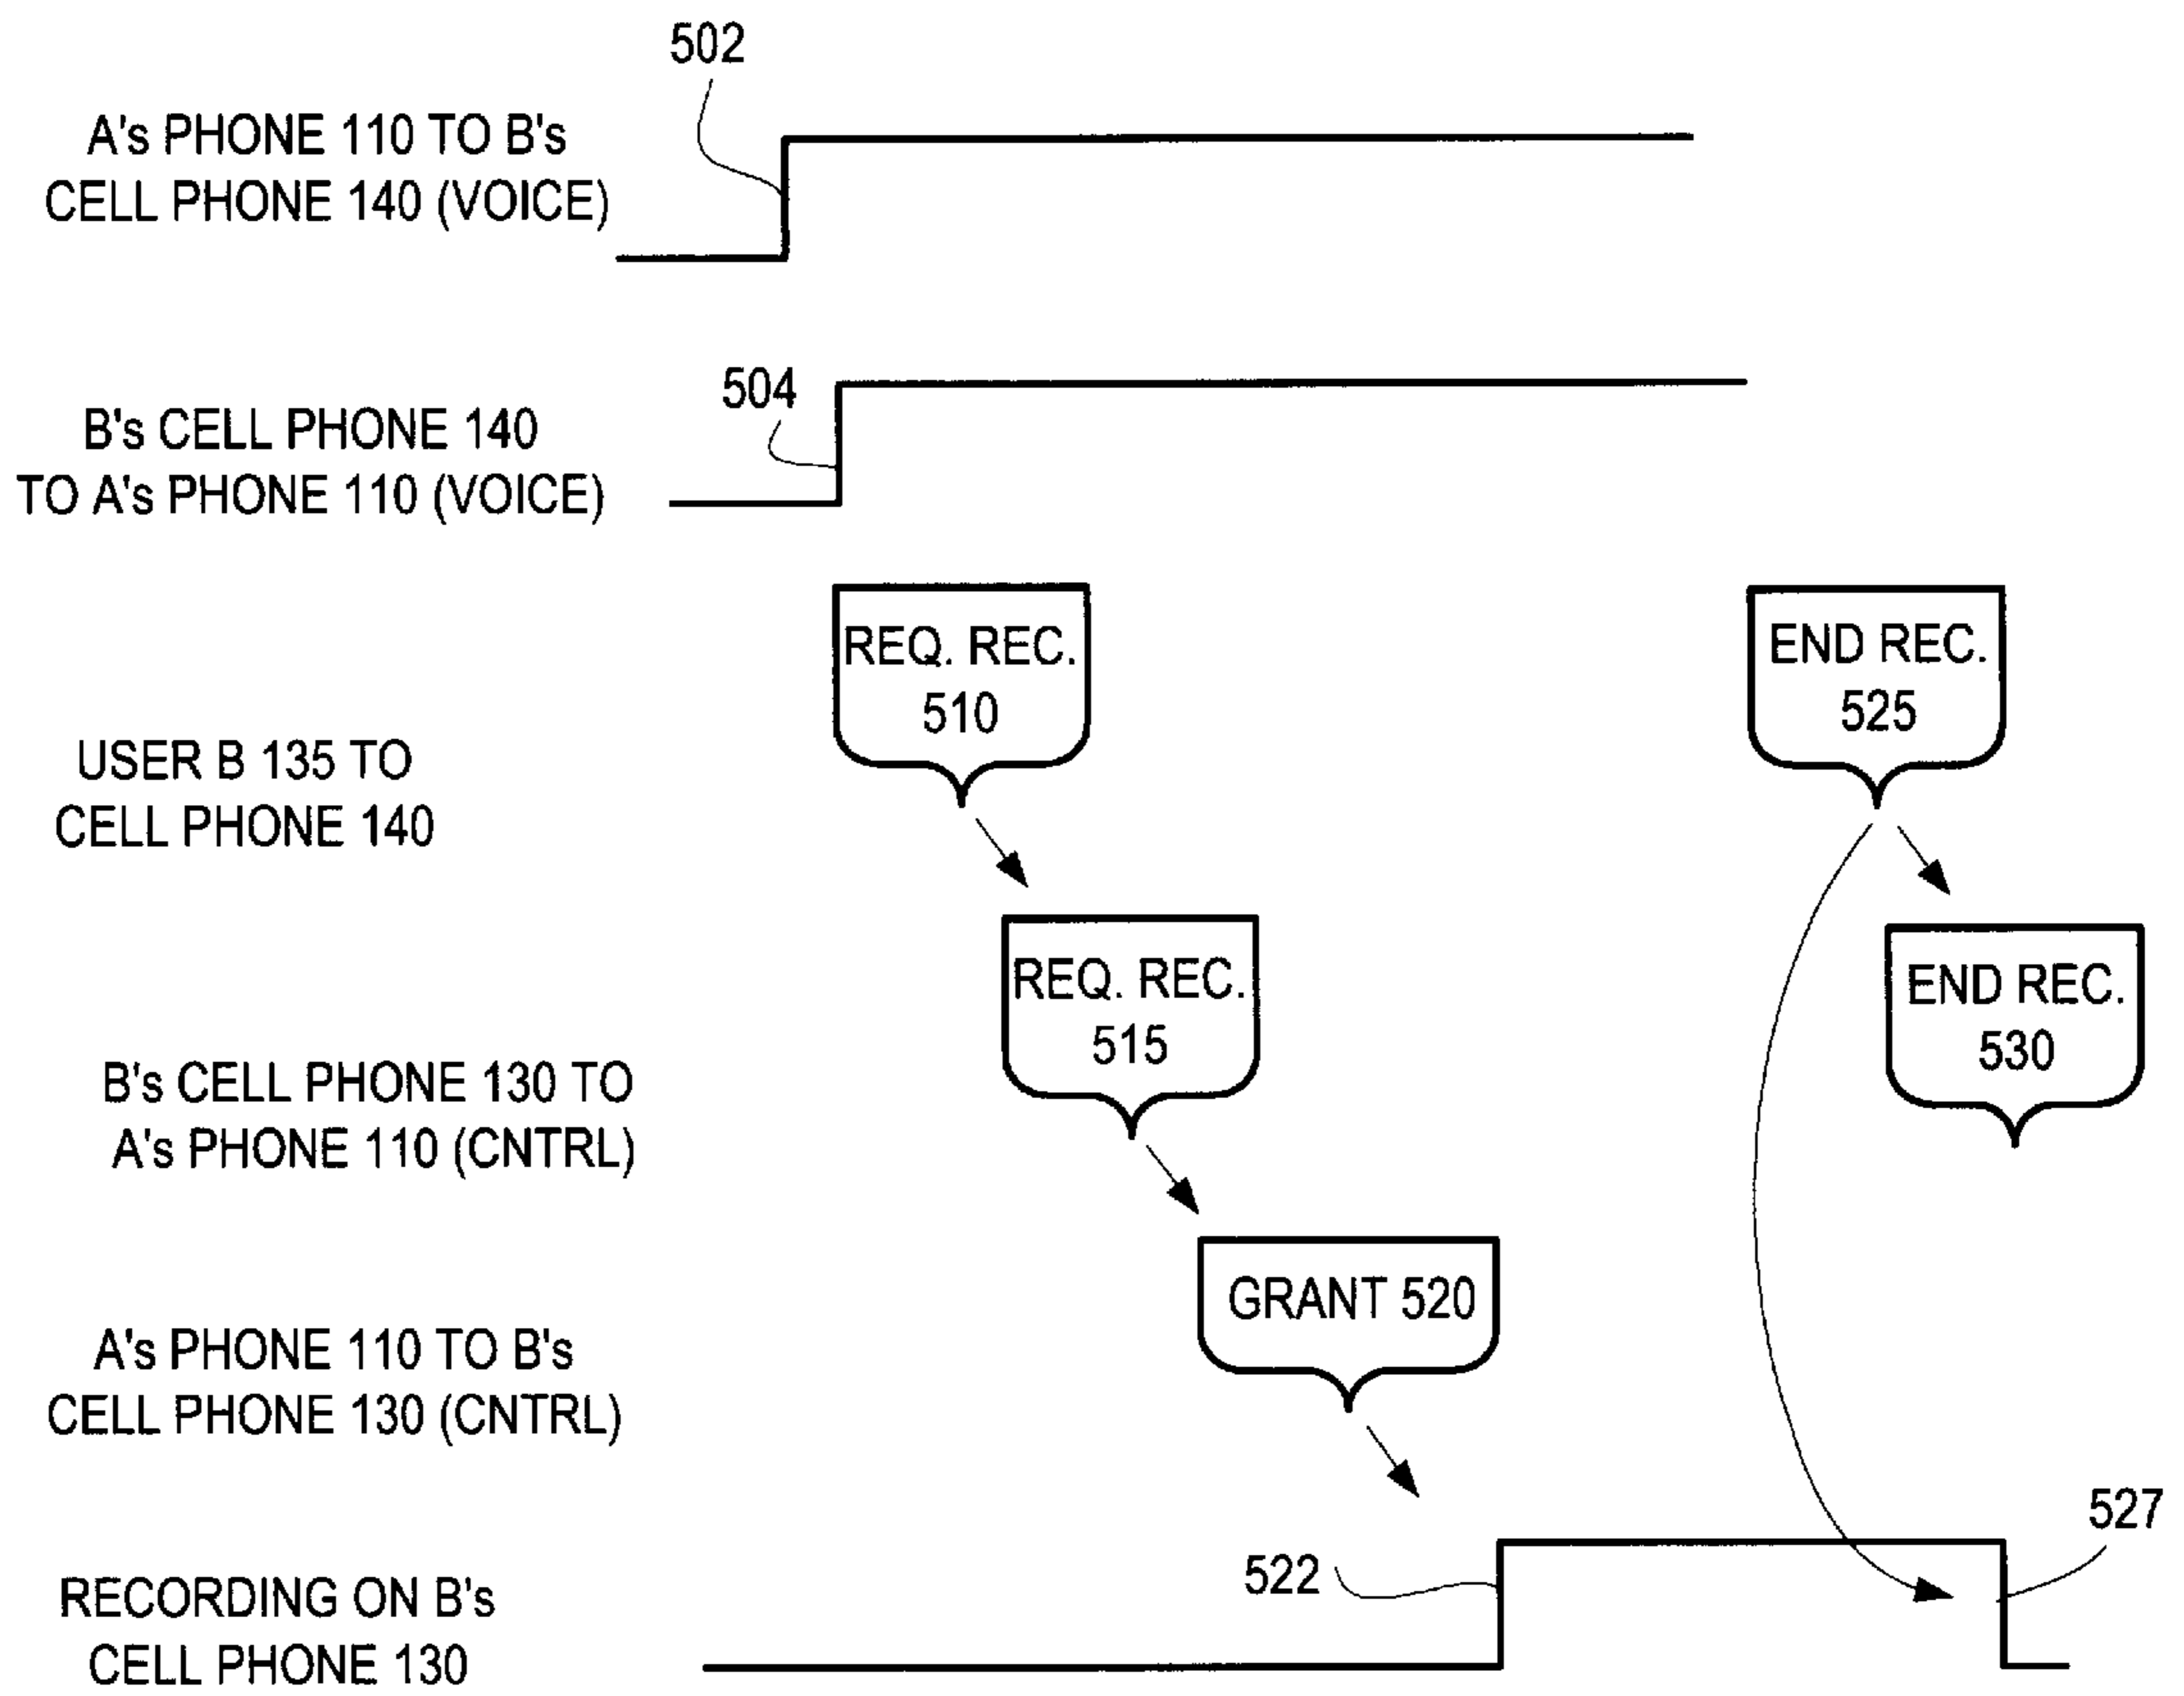 502
A's PHONE 110 TO B's
CELL PHONE 140 (VOICE)
504
B's CELL PHONE 140
TO A's PHONE 110 (VOICE)
REQ. REC.
510
END REC.
525
USER B 135 TO
CELL PHONE 140
REQ. REC.
515
END REC.
530
B's CELL PHONE 130 TO
A's PHONE 110 (CNTRL)
GRANT 520
A's PHONE 110 TO B's
CELL PHONE 130 (CNTRL)
527
522
RECORDING ON B's
CELL PHONE 130